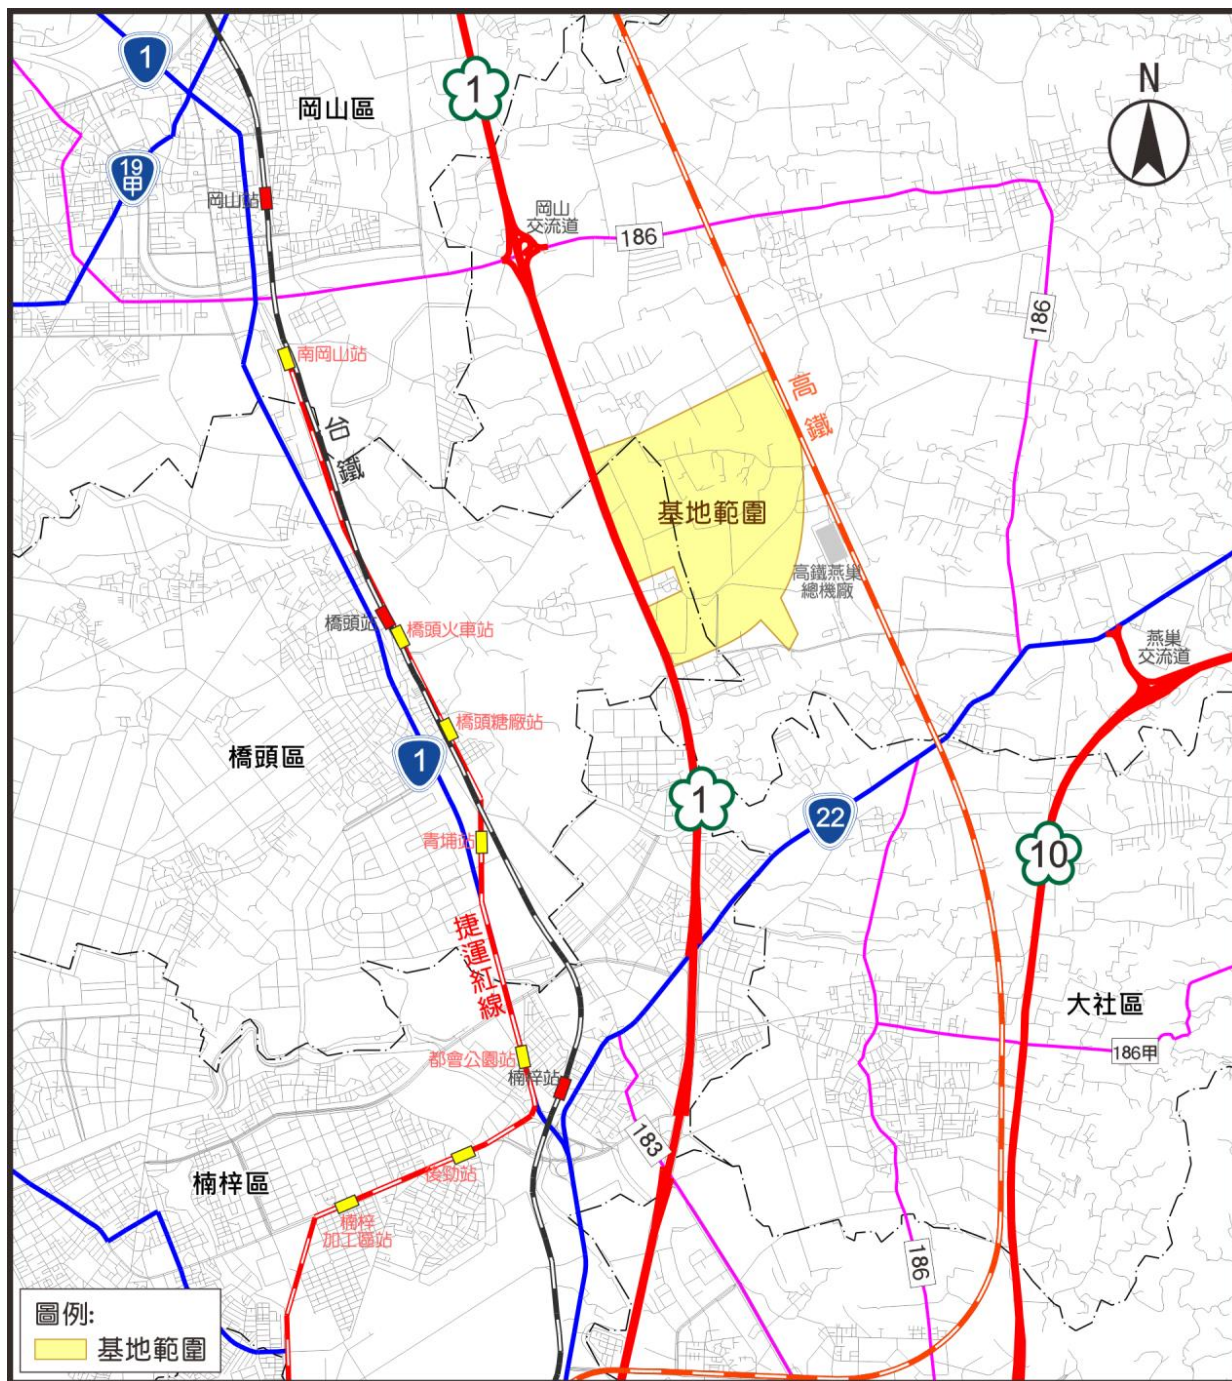 1
岡山區
1
N
19
甲
岡山站
岡山
交流道
186
186
南岡山站
台鐵
高鐵
基地範圍
高鐵燕巢
總機廠
橋頭站
橋頭火車站
燕巢
交流道
橋頭糖廠站
橋頭區
1
1
22
青埔站
10
捷運紅線
大社區
都會公園站
楠梓站
186甲
183
後勁站
楠梓區
楠梓
加工區站
186
圖例:
基地範圍